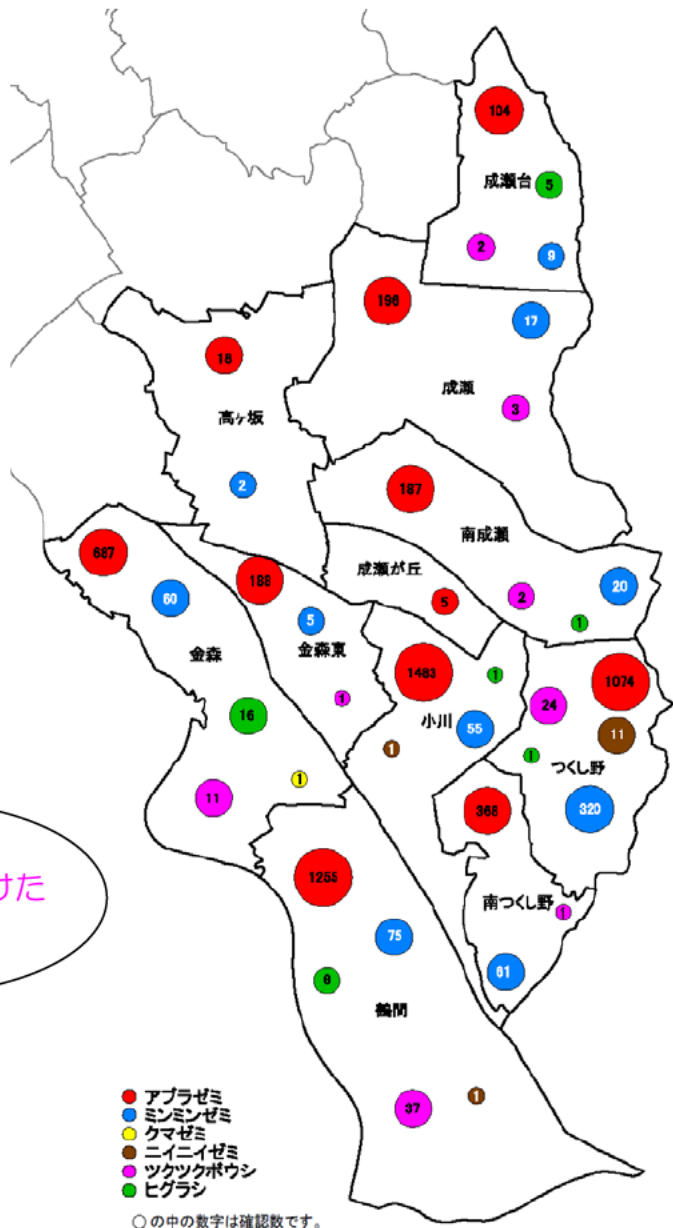 104
成瀬台
5
2
9
196
17
成瀬
3
18
高ヶ坂
2
187
南成瀬
成瀬が丘
5
2
20
1
687
60
金森
188
5
金森東
1
16
11
1
1483
1
小川
55
1
1074
24
11
1
つくし野
320
368
南つくし野
1
61
けた
1255
75
6
鶴間
37
1
アブラゼミ
ミンミンゼミ
クマゼミ
ニイニイゼミ
ツクツクボウシ
ヒグラシ
○の中の数字は確認数です。